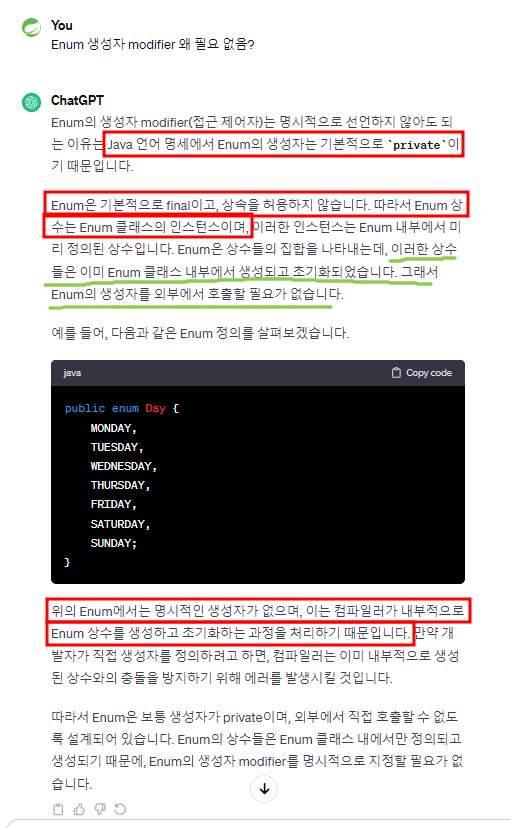 You
Enum 생성자 modifier 왜 필요 없음?
ChatGPT
Enum의 생성자 modifier(접근 제어자)는 명시적으로 선언하지 않아도 되
는 이유는 Java 언어 명세에서 Enum의 생성자는 기본적으로 `private`이
기 때문입니다.
Enum은 기본적으로 final이고, 상속을 허용하지 않습니다. 따라서 Enum 상
수는 Enum 클래스의 인스턴스이며, 이러한 인스턴스는 Enum 내부에서 미
리 정의된 상수입니다. Enum은 상수들의 집합을 나타내는데, 이러한 상수
들은 이미 Enum 클래스 내부에서 생성되고 초기화되었습니다. 그래서
Enum의 생성자를 외부에서 호출할 필요가 없습니다.
예를 들어, 다음과 같은 Enum 정의를 살펴보겠습니다.
java
Copy code
public enum Day {
MONDAY,
TUESDAY,
WEDNESDAY,
THURSDAY,
FRIDAY,
SATURDAY,
SUNDAY;
}
위의 Enum에서는 명시적인 생성자가 없으며, 이는 컴파일러가 내부적으로
Enum 상수를 생성하고 초기화하는 과정을 처리하기 때문입니다. 만약 개
발자가 직접 생성자를 정의하려고 하면, 컴파일러는 이미 내부적으로 생성
된 상수와의 충돌을 방지하기 위해 에러를 발생시킬 것입니다.
따라서 Enum은 보통 생성자가 private이며, 외부에서 직접 호출할 수 없도
록 설계되어 있습니다. Enum의 상수들은 Enum 클래스 내에서만 정의되고
생성되기 때문에, Enum의 생성자 modifier를 명시적으로 지정할 필요가 없
습니다.